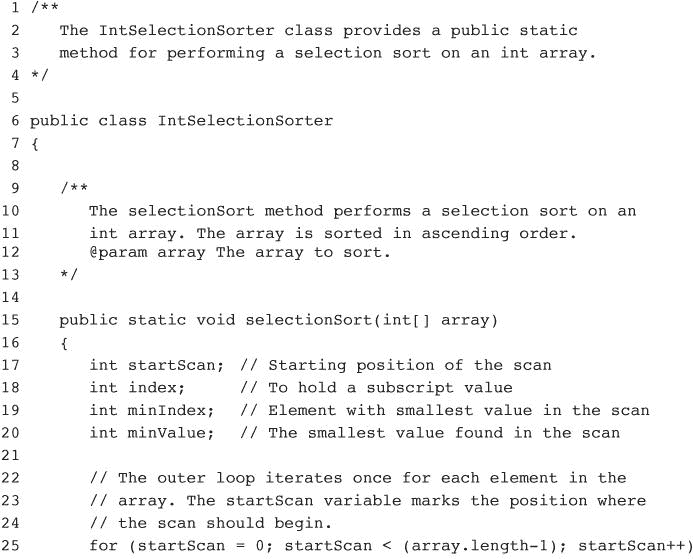 1 /**
2    The IntSelectionSorter class provides a public static
3    method for performing a selection sort on an int array.
4 */
5
6 public class IntSelectionSorter
7 {
8
9    /**
10       The selectionSort method performs a selection sort on an
11       int array. The array is sorted in ascending order.
12       @param array The array to sort.
13    */
14
15    public static void selectionSort(int[] array)
16    {
17       int startScan; // Starting position of the scan
18       int index;     // To hold a subscript value
19       int minIndex;  // Element with smallest value in the scan
20       int minValue;  // The smallest value found in the scan
21
22       // The outer loop iterates once for each element in the
23       // array. The startScan variable marks the position where
24       // the scan should begin.
25       for (startScan = 0; startScan < (array.length-1); startScan++)